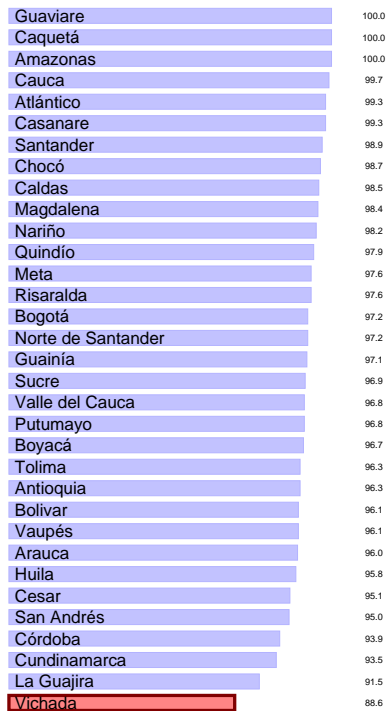 Guaviare 100.0
Caquetá 100.0
Amazonas 100.0
Cauca 99.7
Atlántico 99.3
Casanare 99.3
Santander 98.9
Chocó 98.7
Caldas 98.5
Magdalena 98.4
Nariño 98.2
Quindío 97.9
Meta 97.6
Risaralda 97.6
Bogotá 97.2
Norte de Santander 97.2
Guainía 97.1
Sucre 96.9
Valle del Cauca 96.8
Putumayo 96.8
Boyacá 96.7
Tolima 96.3
Antioquia 96.3
Bolivar 96.1
Vaupés 96.1
Arauca 96.0
Huila 95.8
Cesar 95.1
San Andrés 95.0
Córdoba 93.9
Cundinamarca 93.5
La Guajira 91.5
Vichada 88.6